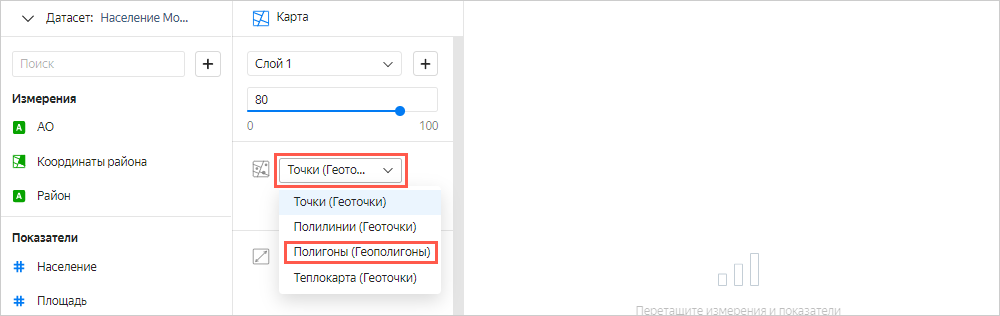 Датасет: Население Мо...
Поиск
+
Измерения
A АО
Координаты района
A Район
Показатели
# Население
# Площадь
Карта
Слой 1
+
80
0 100
Точки (Геото...
Точки (Геоточки)
Полилинии (Геоточки)
Полигоны (Геополигоны)
Теплокарта (Геоточки)
Перетащите измерения и показатели